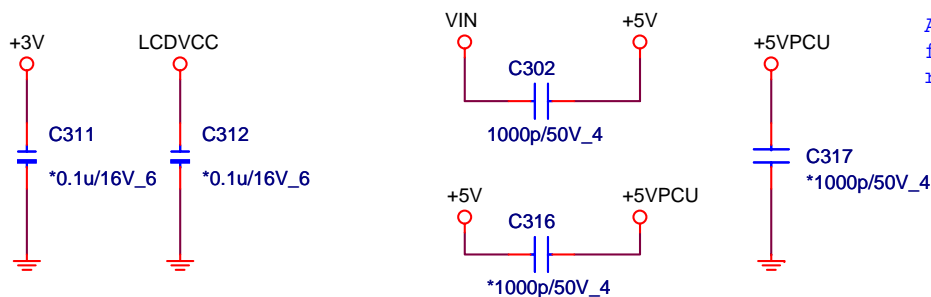 +3V
C311
*0.1u/16V_6
LCDVCC
C312
*0.1u/16V_6
VIN
+5V
C302
1000p/50V_4
+5V
+5VPCU
C316
*1000p/50V_4
+5VPCU
C317
*1000p/50V_4